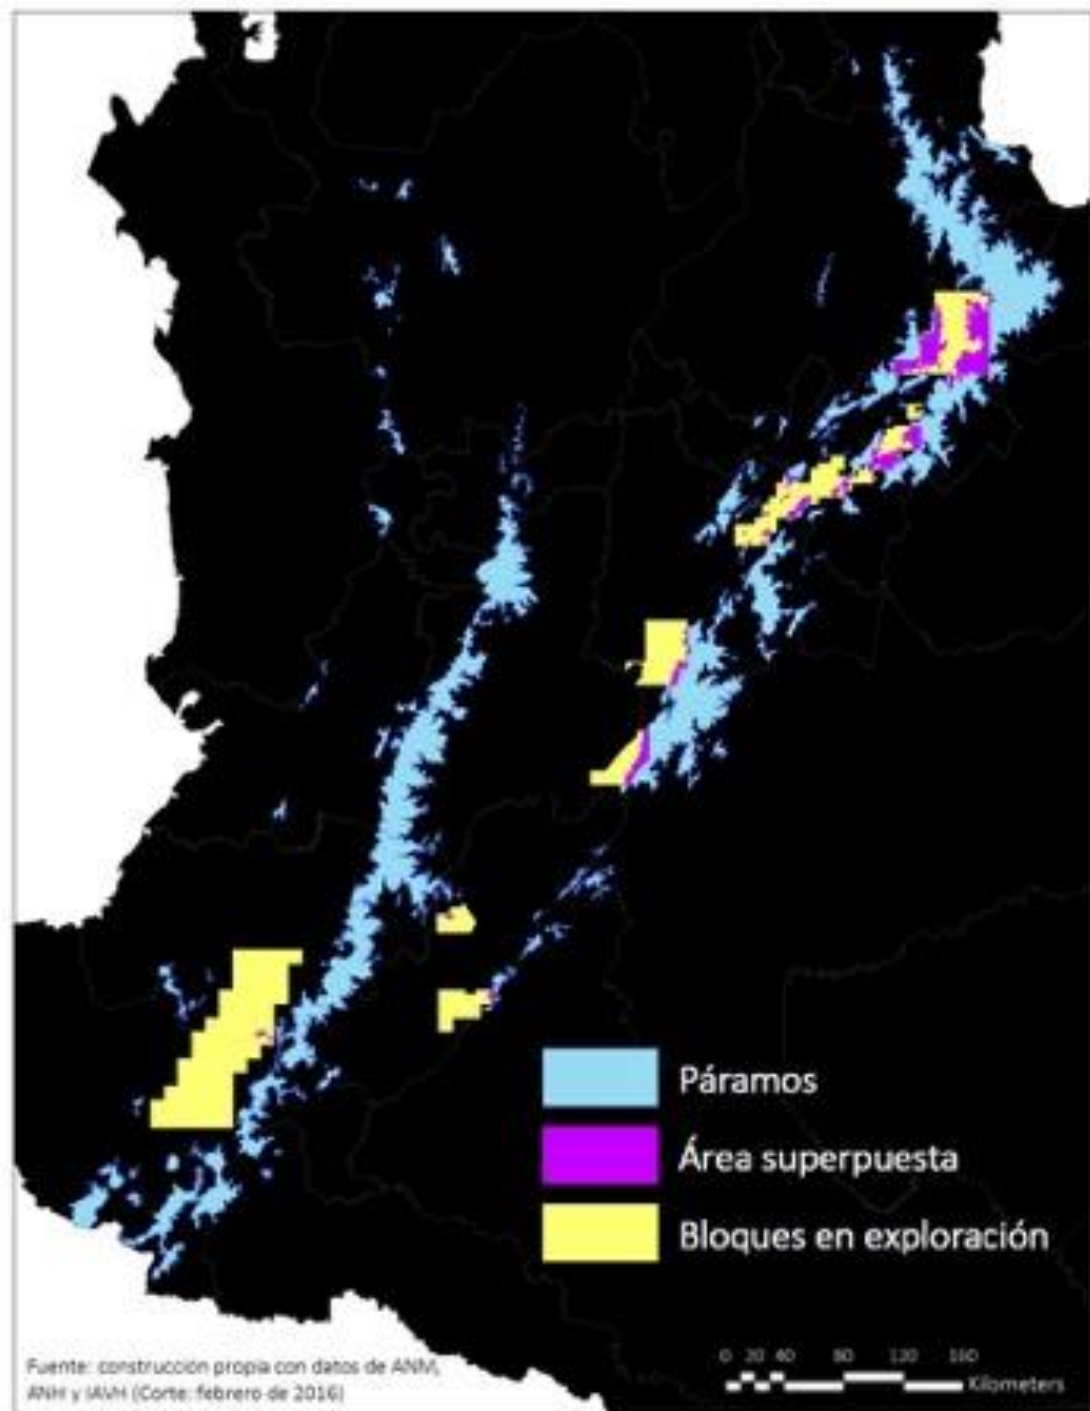 Páramos
Área superpuesta
Bloques en exploración
0 20 40 80 120 160
Kilometers
Fuente: construcción propia con datos de ANM,
ANH y IAVH (Corte: febrero de 2016)